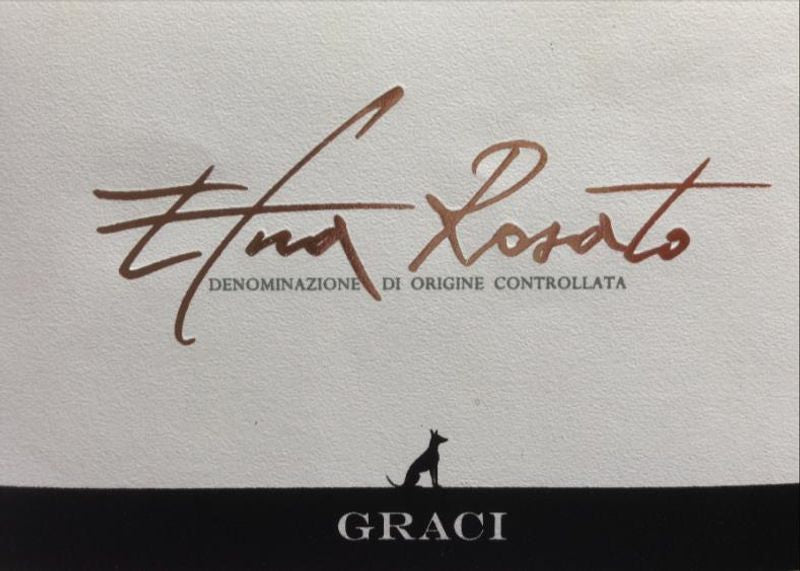 Etna Rosato
DENOMINAZIONE DI ORIGINE CONTROLLATA
GRACI